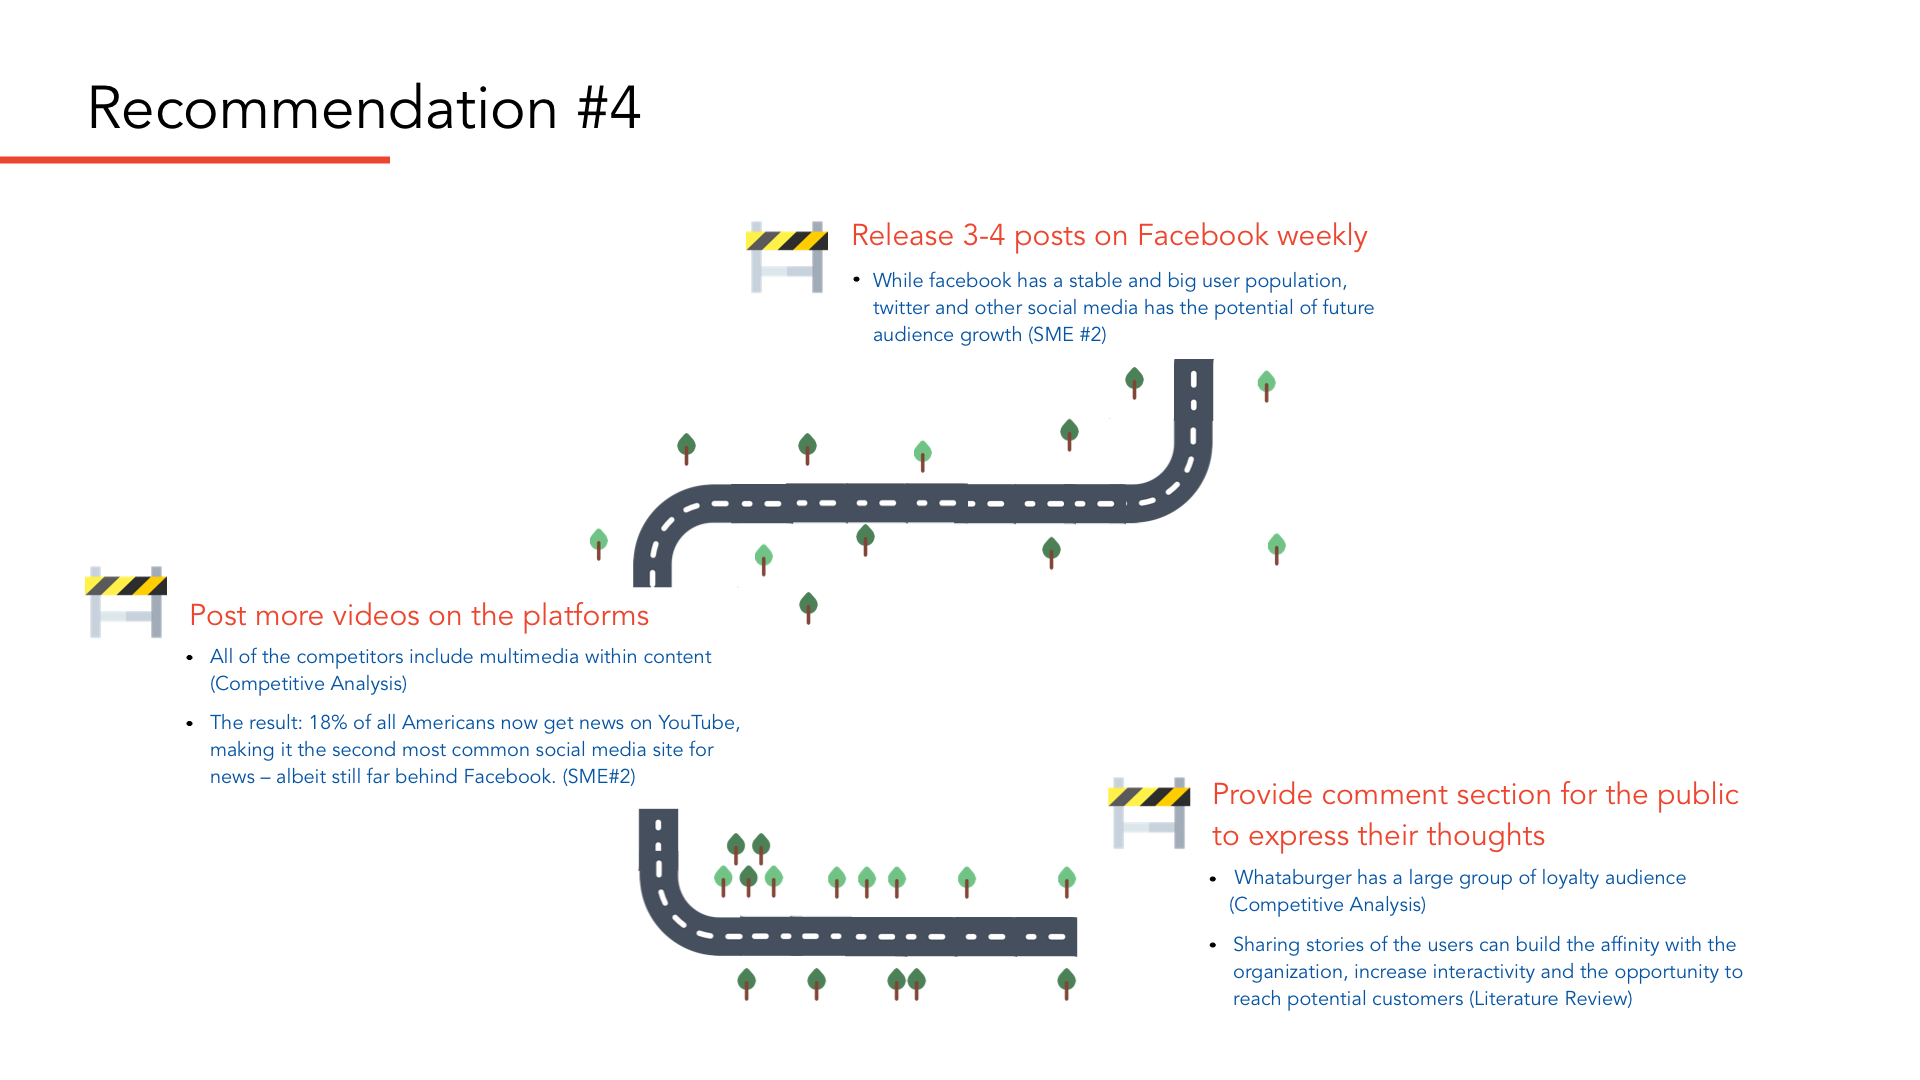 Recommendation #4
Release 3-4 posts on Facebook weekly
• While facebook has a stable and big user population,
twitter and other social media has the potential of future
audience growth (SME #2)
Post more videos on the platforms
• All of the competitors include multimedia within content
(Competitive Analysis)
• The result: 18% of all Americans now get news on YouTube,
making it the second most common social media site for
news – albeit still far behind Facebook. (SME#2)
Provide comment section for the public
to express their thoughts
• Whataburger has a large group of loyalty audience
(Competitive Analysis)
• Sharing stories of the users can build the affinity with the
organization, increase interactivity and the opportunity to
reach potential customers (Literature Review)